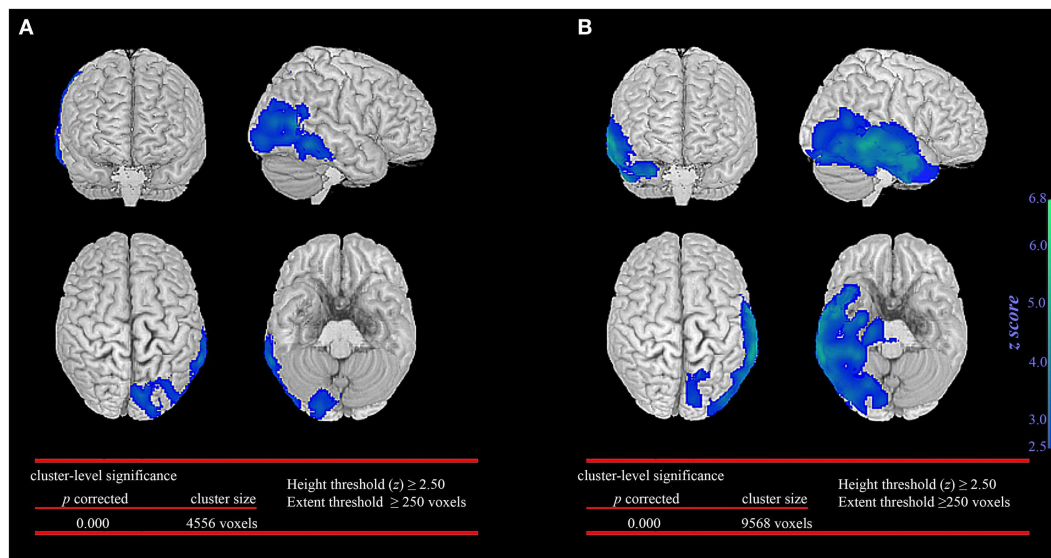 A
B
6.8
6.0
5.0
4.0
3.0
2.5
z score
cluster-level significance
p corrected cluster size
0.000 4556 voxels
Height threshold (z) ≥ 2.50
Extent threshold ≥ 250 voxels
cluster-level significance
p corrected cluster size
0.000 9568 voxels
Height threshold (z) ≥ 2.50
Extent threshold ≥250 voxels